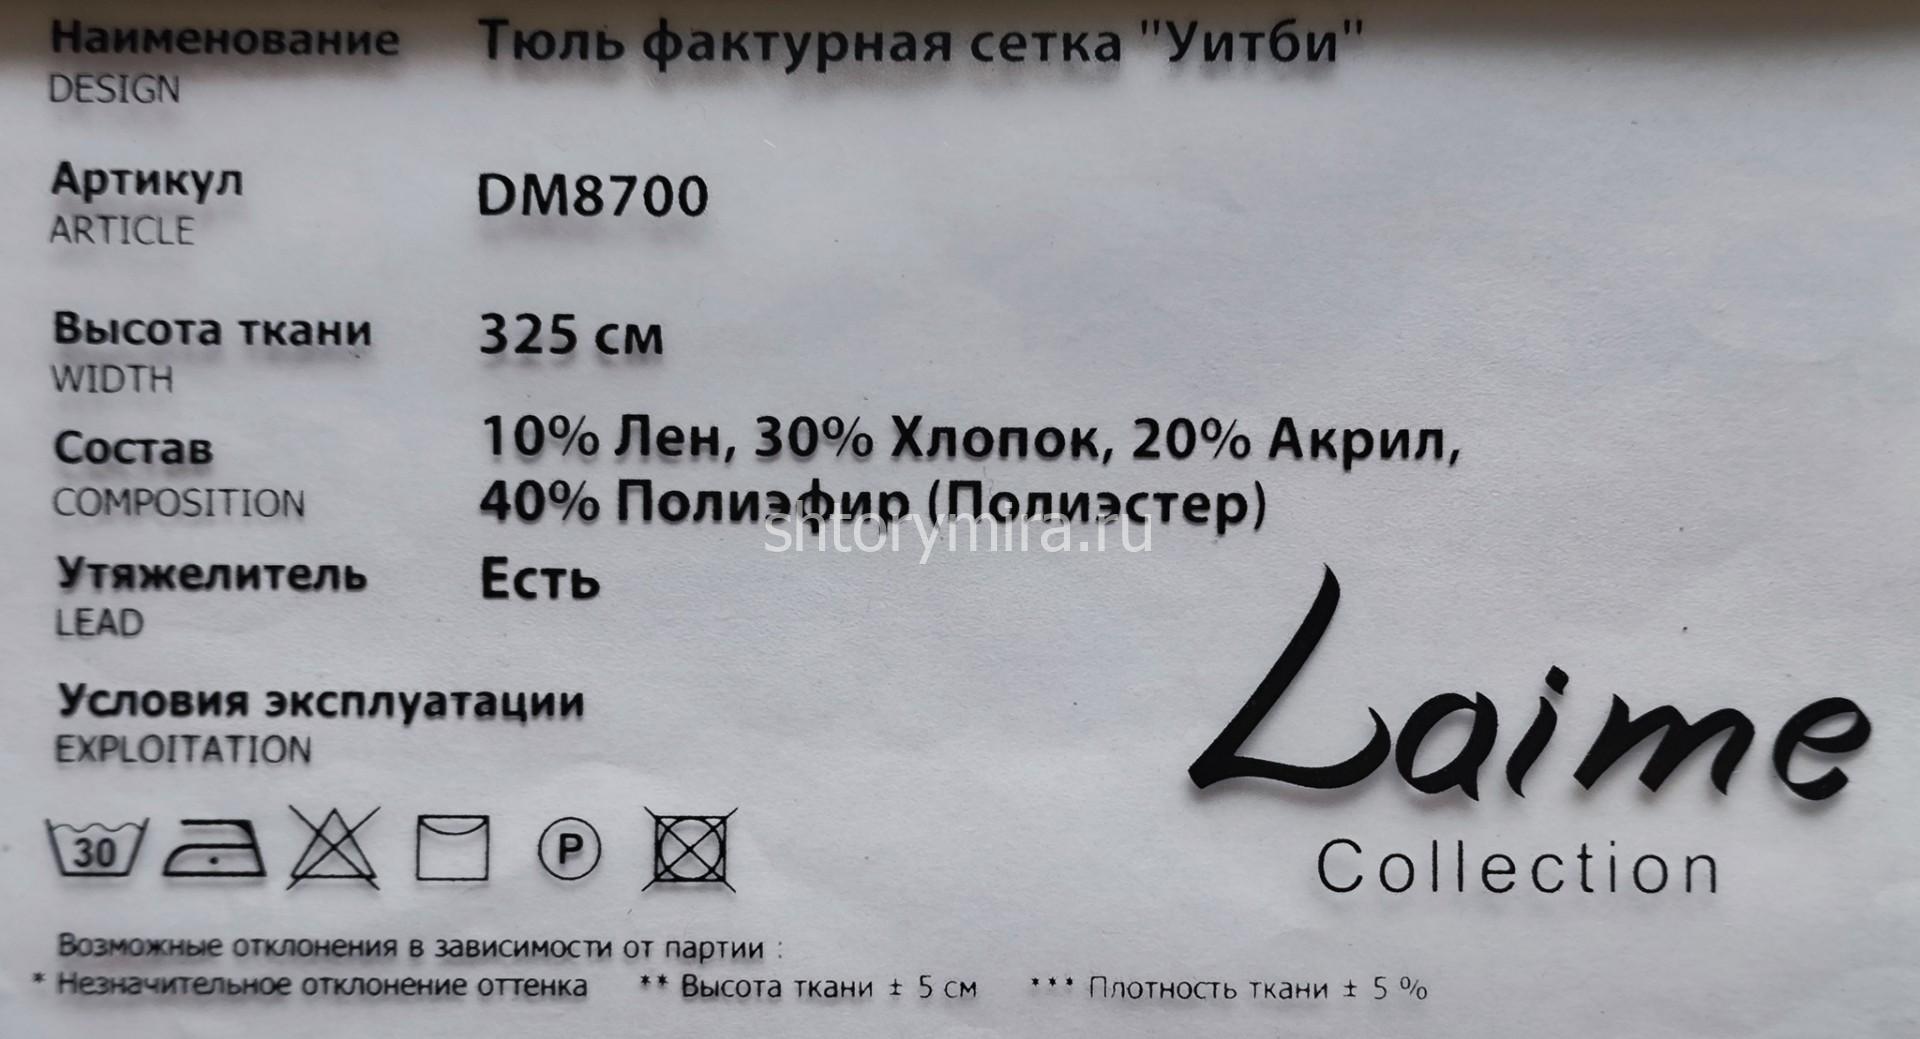 Наименование Тюль фактурная сетка "Уитби"
DESIGN
Артикул DM8700
ARTICLE
Высота ткани 325 см
WIDTH
Состав 10% Лен, 30% Хлопок, 20% Акрил,
COMPOSITION 40% Полиэфир (Полиэстер)
shtorymira.ru
Утяжелитель Есть
LEAD
Условия эксплуатации
EXPLOITATION
Laime
Collection
30 P
Возможные отклонения в зависимости от партии :
* Незначительное отклонение оттенка ** Высота ткани ± 5 см *** Плотность ткани ± 5 %